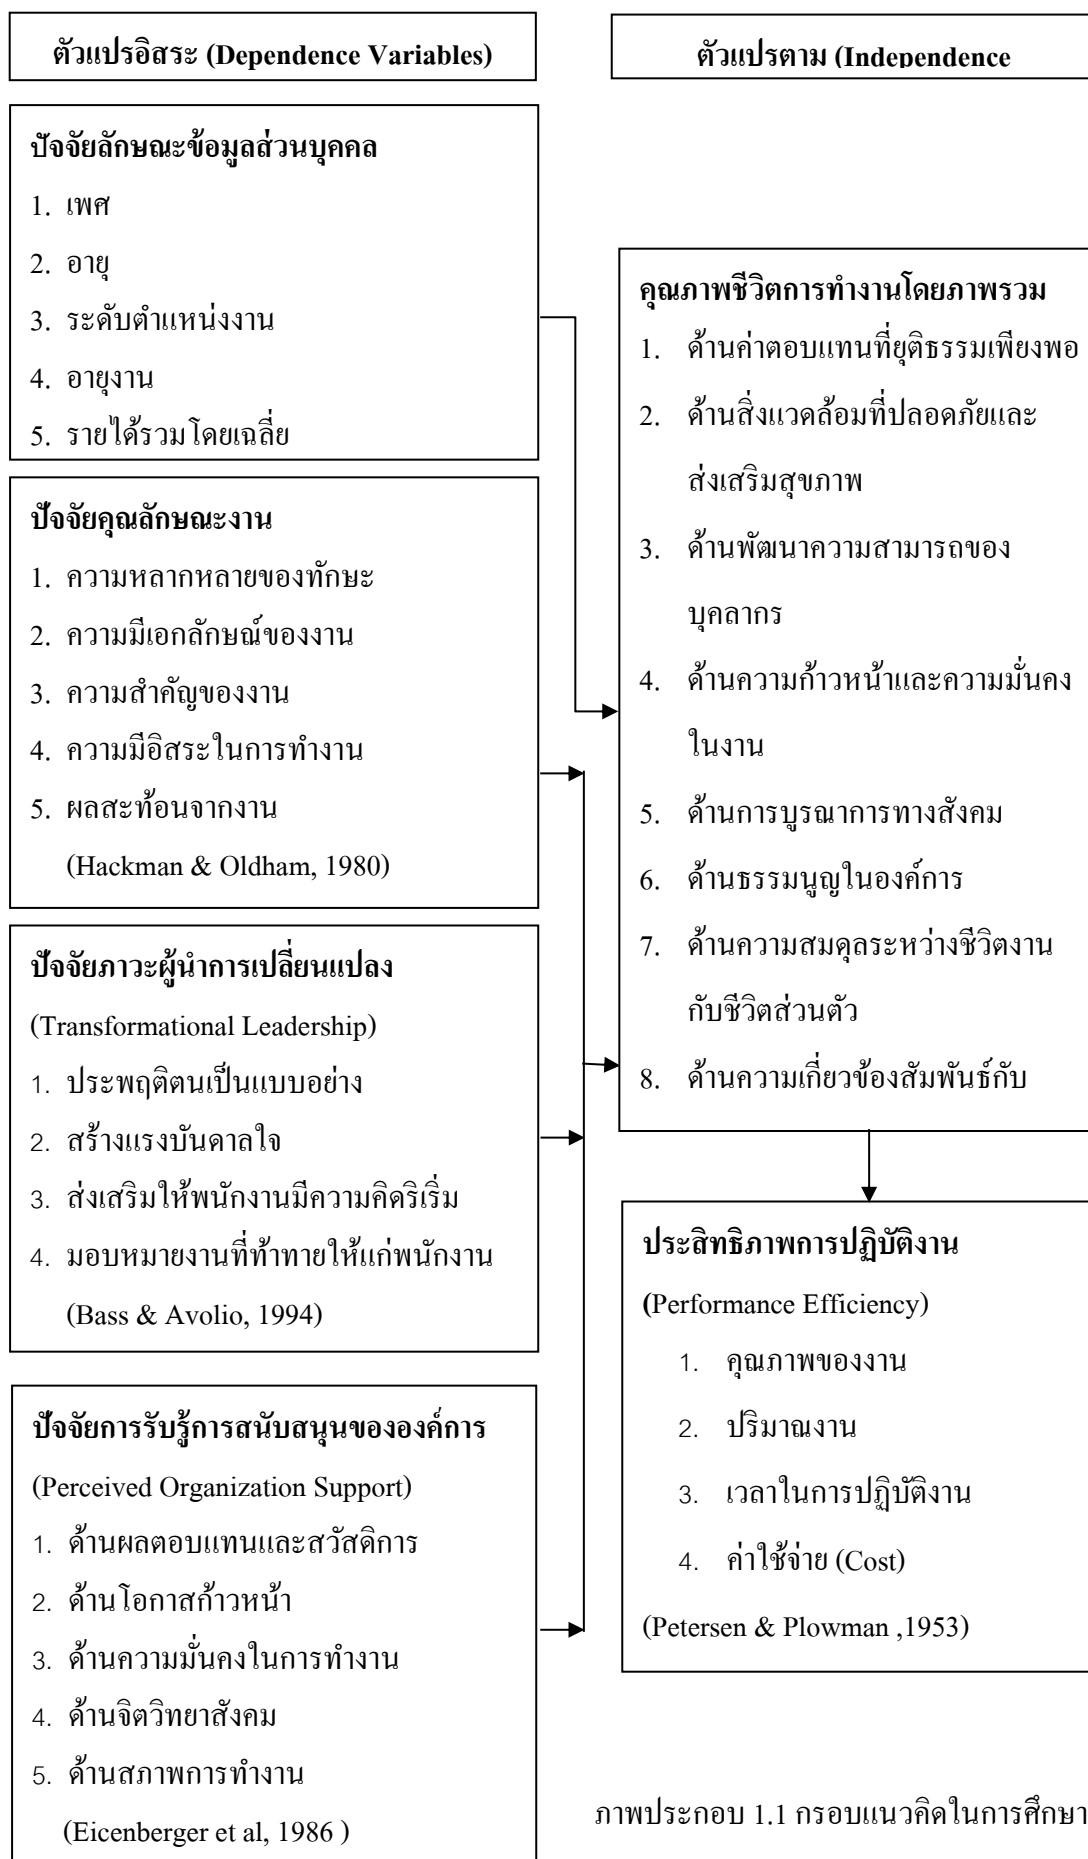 ตัวแปรอิสระ (Dependence Variables)
ปัจจัยลักษณะข้อมูลส่วนบุคคล
1. เพศ
2. อายุ
3. ระดับตำแหน่งงาน
4. อายุงาน
5. รายได้รวมโดยเฉลี่ย
ปัจจัยคุณลักษณะงาน
1. ความหลากหลายของทักษะ
2. ความมีเอกลักษณ์ของงาน
3. ความสำคัญของงาน
4. ความมีอิสระในการทำงาน
5. ผลสะท้อนจากงาน
(Hackman & Oldham, 1980)
ปัจจัยภาวะผู้นำการเปลี่ยนแปลง
(Transformational Leadership)
1. ประพฤติตนเป็นแบบอย่าง
2. สร้างแรงบันดาลใจ
3. ส่งเสริมให้พนักงานมีความคิดริเริ่ม
4. มอบหมายงานที่ท้าทายให้แก่พนักงาน
(Bass & Avolio, 1994)
ปัจจัยการรับรู้การสนับสนุนขององค์การ
(Perceived Organization Support)
1. ด้านผลตอบแทนและสวัสดิการ
2. ด้านโอกาสก้าวหน้า
3. ด้านความมั่นคงในการทำงาน
4. ด้านจิตวิทยาสังคม
5. ด้านสภาพการทำงาน
(Eicenberger et al, 1986 )
ตัวแปรตาม (Independence
คุณภาพชีวิตการทำงานโดยภาพรวม
1. ด้านค่าตอบแทนที่ยุติธรรมเพียงพอ
2. ด้านสิ่งแวดล้อมที่ปลอดภัยและ
ส่งเสริมสุขภาพ
3. ด้านพัฒนาความสามารถของ
บุคลากร
4. ด้านความก้าวหน้าและความมั่นคง
ในงาน
5. ด้านการบูรณาการทางสังคม
6. ด้านธรรมนูญในองค์การ
7. ด้านความสมดุลระหว่างชีวิตงาน
กับชีวิตส่วนตัว
8. ด้านความเกี่ยวข้องสัมพันธ์กับ
ประสิทธิภาพการปฏิบัติงาน
(Performance Efficiency)
1. คุณภาพของงาน
2. ปริมาณงาน
3. เวลาในการปฏิบัติงาน
4. ค่าใช้จ่าย (Cost)
(Petersen & Plowman ,1953)
ภาพประกอบ 1.1 กรอบแนวคิดในการศึกษา